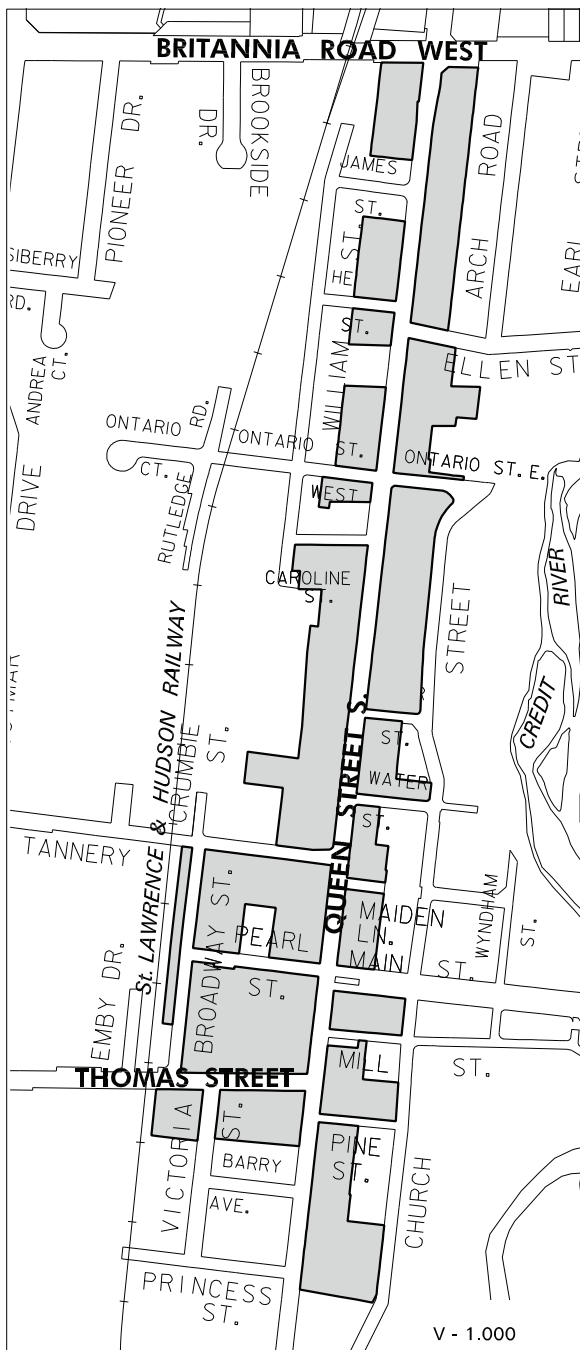 BRITANNIA ROAD WEST
PIONEER DR.
BROOKSIDE DR.
ARCH ROAD
EARL
JAMES ST.
SIBERRY
RD.
ANDREA CT.
HE
ST.
WILLIAM ST.
ELLEN ST
ONTARIO CT.
RUTLEDGE RD.
ONTARIO ST.
WEST
ONTARIO ST. E.
DRIVE
CAROLINE ST.
RIVER
CREDIT
STREET
St. LAWRENCE & HUDSON RAILWAY
CRUMBIE ST.
QUEEN STREET S.
ST.
WATER
ST.
TANNERY
BROADWAY ST.
PEARL
ST.
MAIDEN LN.
MAIN ST.
WYNDHAM ST.
EMBY DR.
THOMAS STREET
MILL ST.
VICTORIA ST.
BARRY AVE.
PINE ST.
CHURCH
PRINCESS ST.
V - 1.000